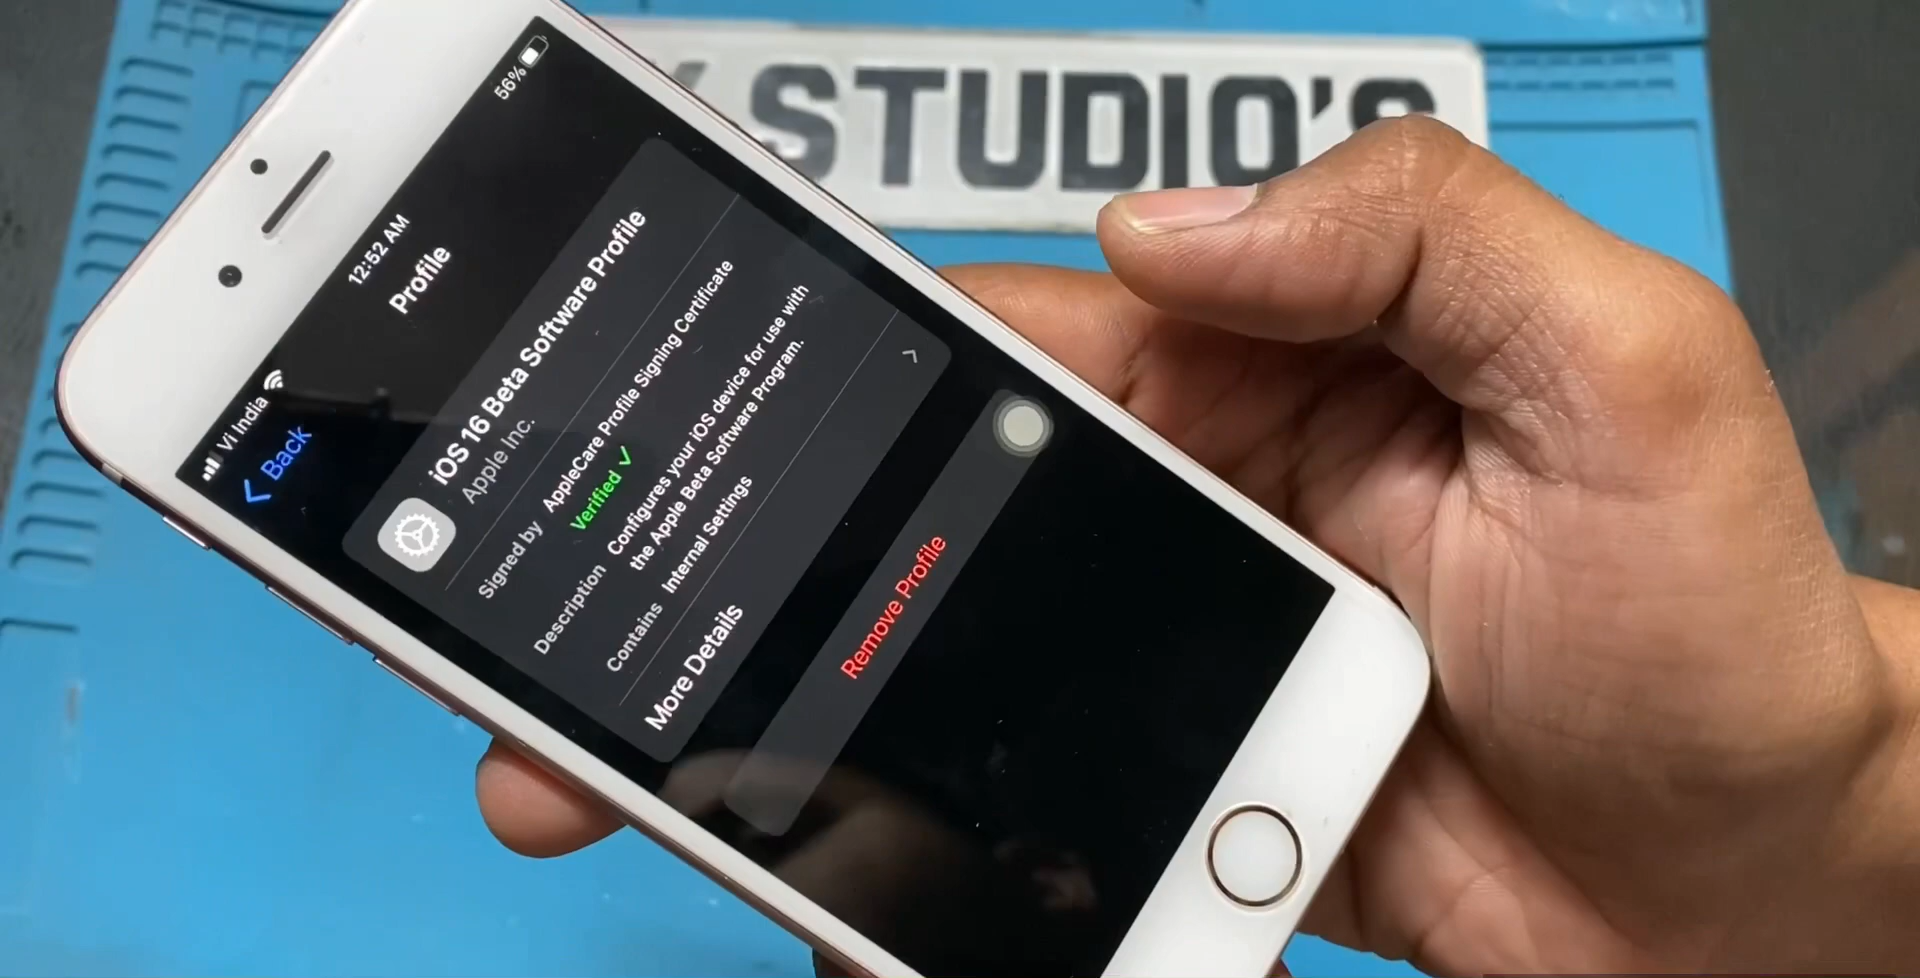 STUDIO'S
Vi India 12:52 AM 56%
Back Profile
iOS 16 Beta Software Profile
Apple Inc.
Signed by AppleCare Profile Signing Certificate
Verified ✓
Description Configures your iOS device for use with
the Apple Beta Software Program.
Contains Internal Settings
More Details
Remove Profile